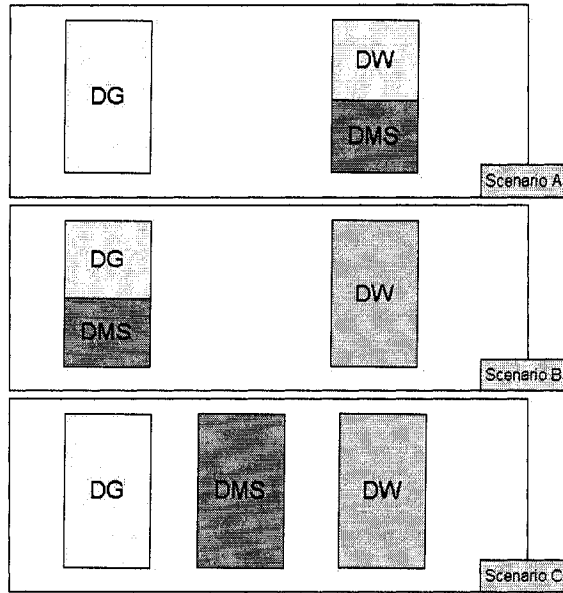 DG
DW
DMS
Scenario A
DG
DMS
DW
Scenario B
DG
DMS
DW
Scenario C